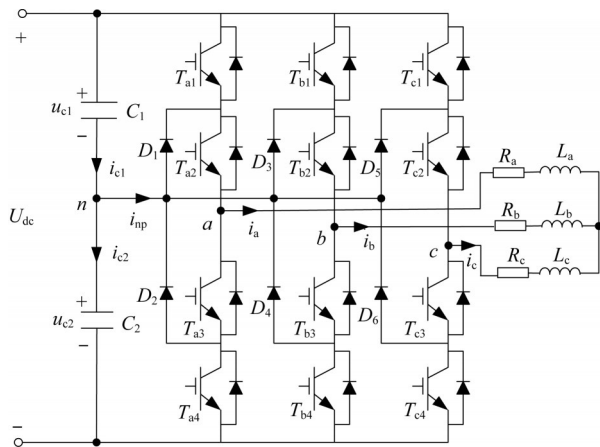 +
T_a1 T_b1 T_c1
+
u_c1 C_1
−
D_1 T_a2 D_3 T_b2 D_5 T_c2
i_c1
R_a L_a
n
i_np
U_dc
a i_a
R_b L_b
b i_b
i_c2
c i_c
R_c L_c
+
D_2 D_4 D_6
u_c2 C_2
T_a3 T_b3 T_c3
−
T_a4 T_b4 T_c4
−